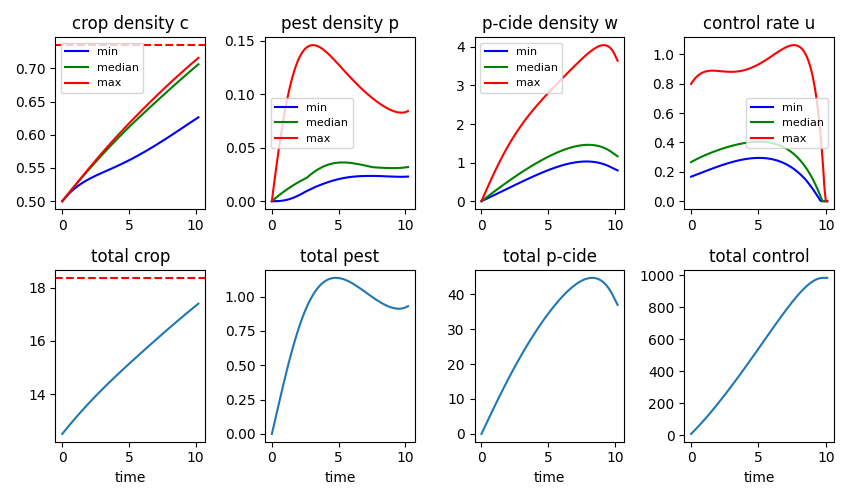 crop density c
pest density p
p-cide density w
control rate u
0.70
0.65
0.60
0.55
0.50
min
median
max
0
5
10
0.15
0.10
0.05
0.00
min
median
max
0
5
10
4
3
2
1
0
min
median
max
0
5
10
1.0
0.8
0.6
0.4
0.2
0.0
min
median
max
0
5
10
total crop
total pest
total p-cide
total control
18
16
14
0
5
10
time
1.00
0.75
0.50
0.25
0.00
0
5
10
time
40
30
20
10
0
0
5
10
time
1000
800
600
400
200
0
0
5
10
time